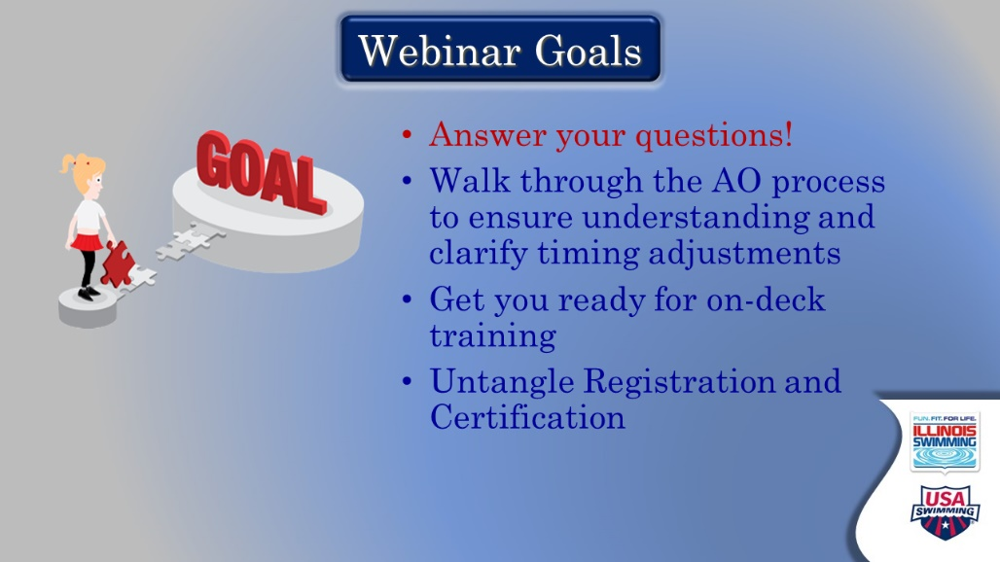 Webinar Goals
GOAL
• Answer your questions!
• Walk through the AO process
to ensure understanding and
clarify timing adjustments
• Get you ready for on-deck
training
• Untangle Registration and
Certification
FUN. FIT. FOR LIFE.
ILLINOIS
SWIMMING
USA
SWIMMING